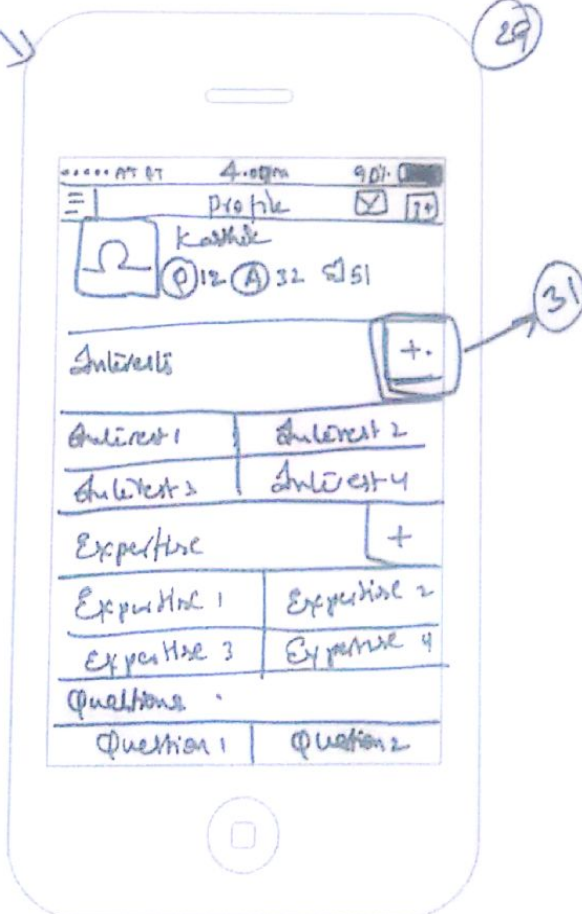 29
AT&T 4:00pm 90%
Profile
Karthik
P 12 A 32 51
31
Interests +
Interest 1 Interest 2
Interest 3 Interest 4
Expertise +
Expertise 1 Expertise 2
Expertise 3 Expertise 4
Questions
Question 1 Question 2